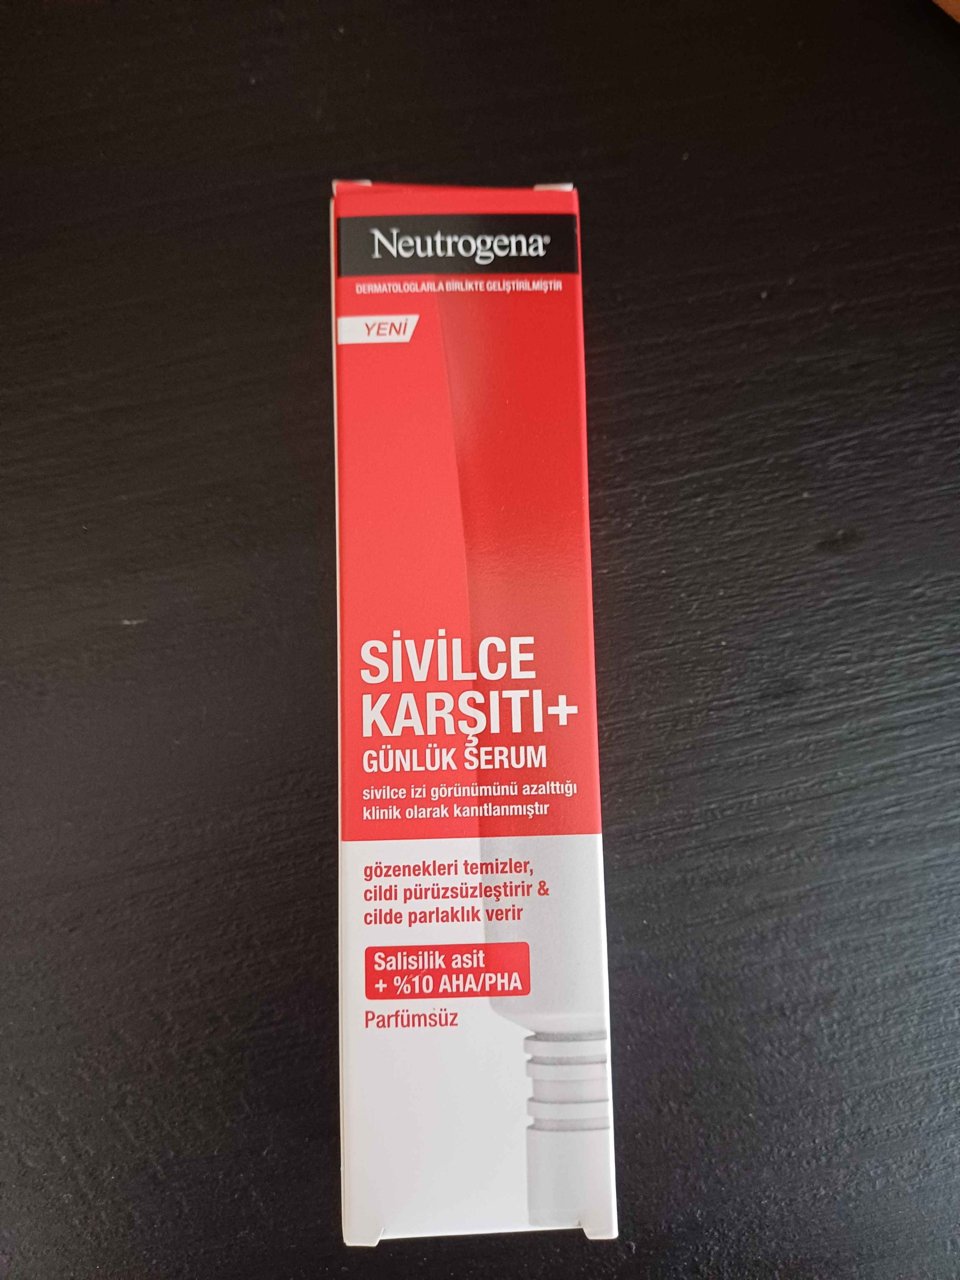 Neutrogena®
DERMATOLOGLARLA BİRLİKTE GELİŞTİRİLMİŞTİR
YENİ
SİVİLCE
KARŞITI+
GÜNLÜK SERUM
sivilce izi görünümünü azalttığı
klinik olarak kanıtlanmıştır
gözenekleri temizler,
cildi pürüzsüzleştirir &
cilde parlaklık verir
Salisilik asit
+ %10 AHA/PHA
Parfümsüz